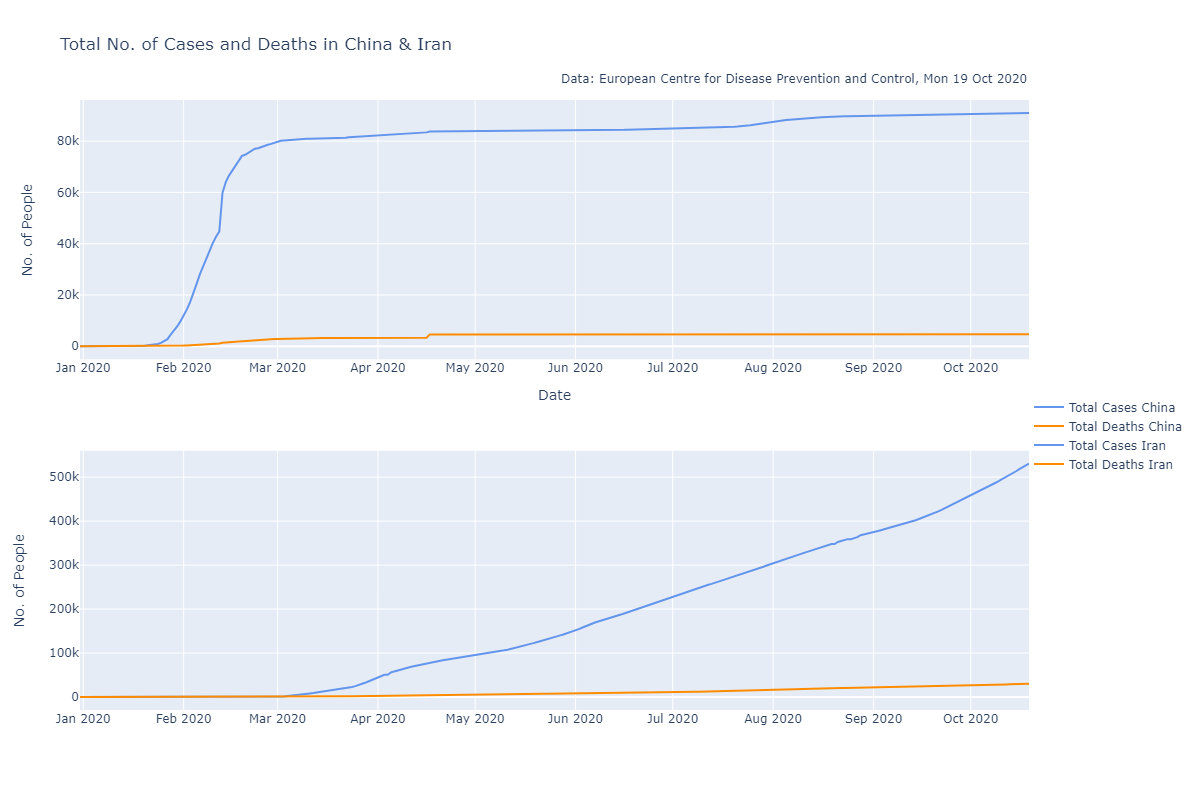 Total No. of Cases and Deaths in China & Iran
Data: European Centre for Disease Prevention and Control, Mon 19 Oct 2020
No. of People
80k
60k
40k
20k
0
Jan 2020 Feb 2020 Mar 2020 Apr 2020 May 2020 Jun 2020 Jul 2020 Aug 2020 Sep 2020 Oct 2020
Date
Total Cases China
Total Deaths China
Total Cases Iran
Total Deaths Iran
No. of People
500k
400k
300k
200k
100k
0
Jan 2020 Feb 2020 Mar 2020 Apr 2020 May 2020 Jun 2020 Jul 2020 Aug 2020 Sep 2020 Oct 2020